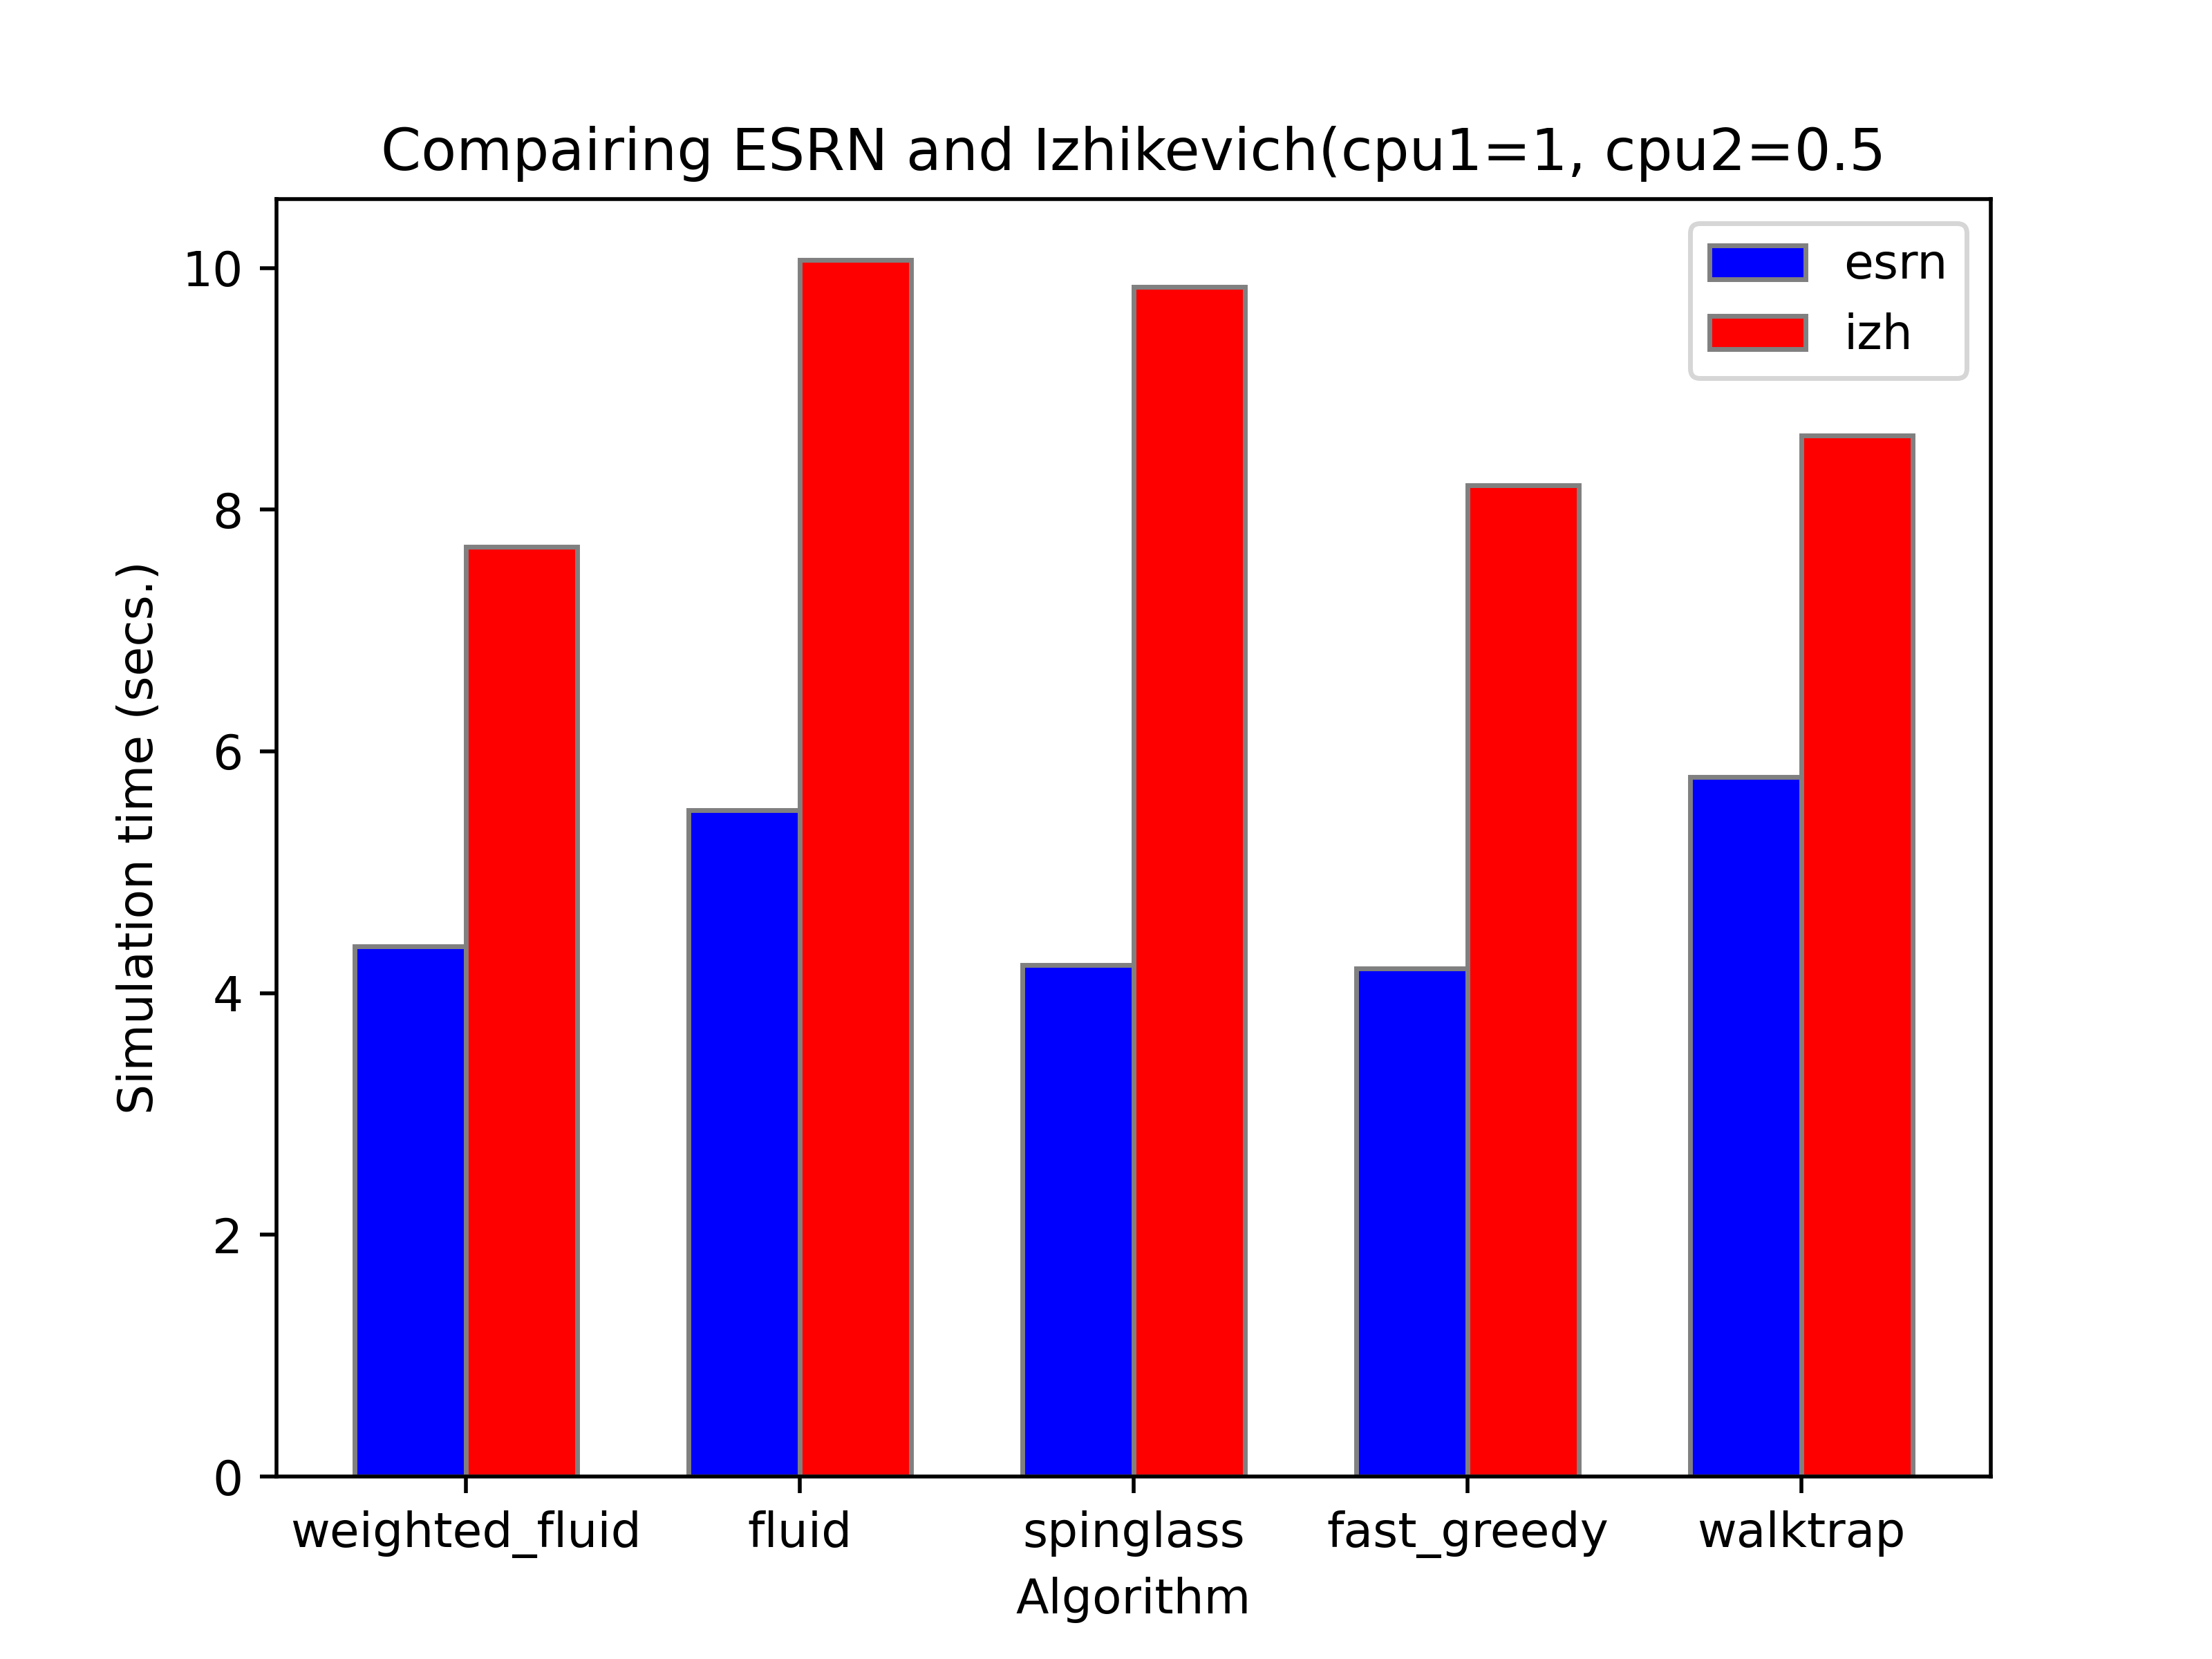 Compairing ESRN and Izhikevich(cpu1=1, cpu2=0.5
esrn
izh
10
8
6
4
2
0
Simulation time (secs.)
weighted_fluid fluid spinglass fast_greedy walktrap
Algorithm